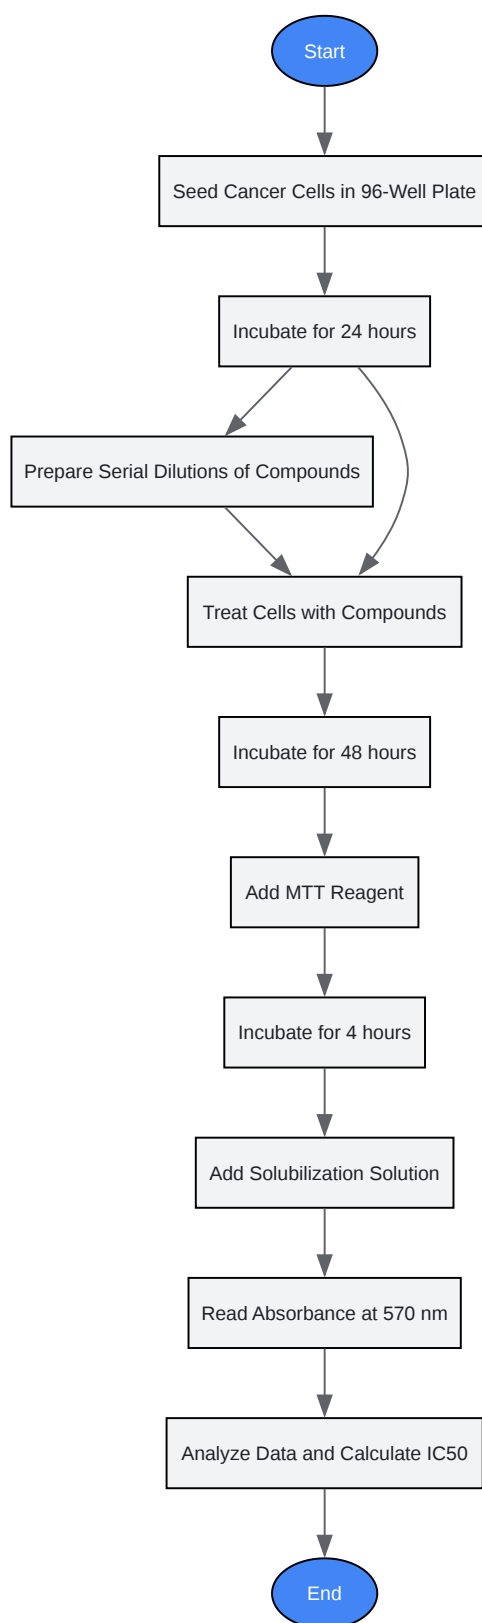 Start
Seed Cancer Cells in 96-Well Plate
Incubate for 24 hours
Prepare Serial Dilutions of Compounds
Treat Cells with Compounds
Incubate for 48 hours
Add MTT Reagent
Incubate for 4 hours
Add Solubilization Solution
Read Absorbance at 570 nm
Analyze Data and Calculate IC50
End